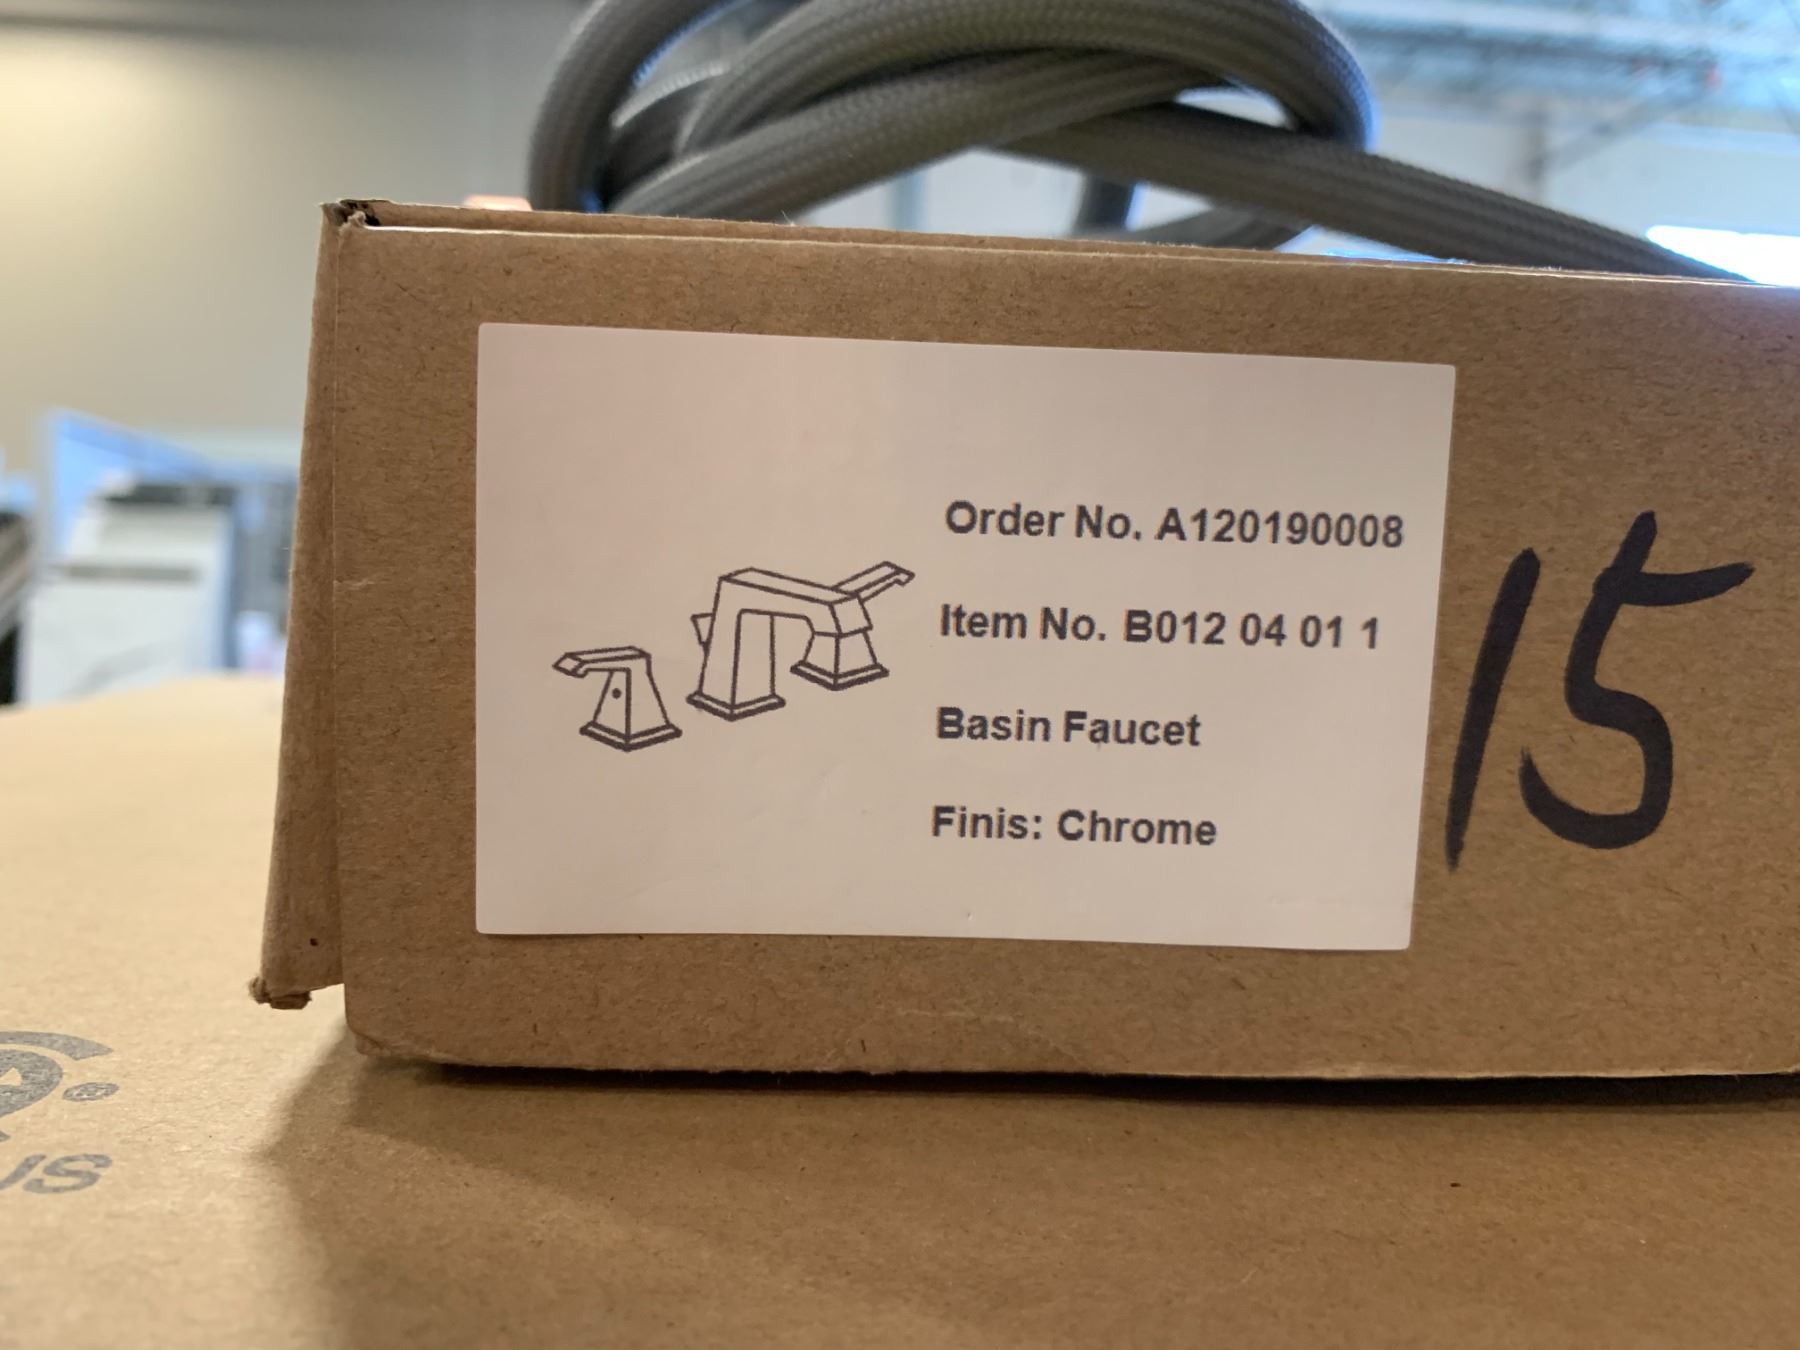 Order No. A120190008
Item No. B012 04 01 1
Basin Faucet
Finis: Chrome
15